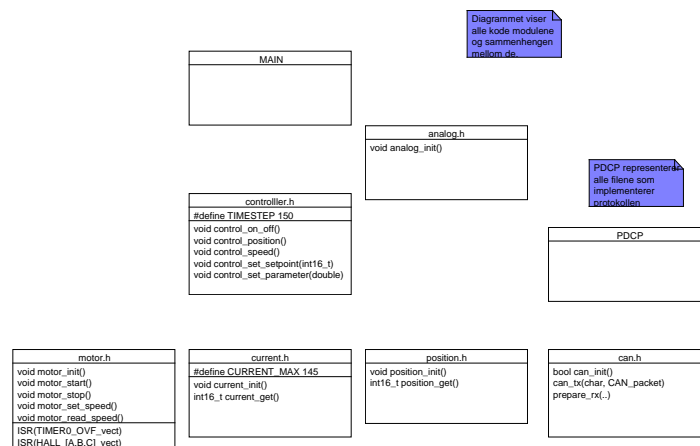 Diagrammet viser
alle kode modulene
og sammenhengen
mellom de.
MAIN
analog.h
void analog_init()
PDCP representerer
alle filene som
implementerer
protokollen
controlller.h
#define TIMESTEP 150
void control_on_off()
void control_position()
void control_speed()
void control_set_setpoint(int16_t)
void control_set_parameter(double)
PDCP
motor.h
void motor_init()
void motor_start()
void motor_stop()
void motor_set_speed()
void motor_read_speed()
ISR(TIMER0_OVF_vect)
ISR(HALL_[A,B,C]_vect)
current.h
#define CURRENT_MAX 145
void current_init()
int16_t current_get()
position.h
void position_init()
int16_t position_get()
can.h
bool can_init()
can_tx(char, CAN_packet)
prepare_rx(..)